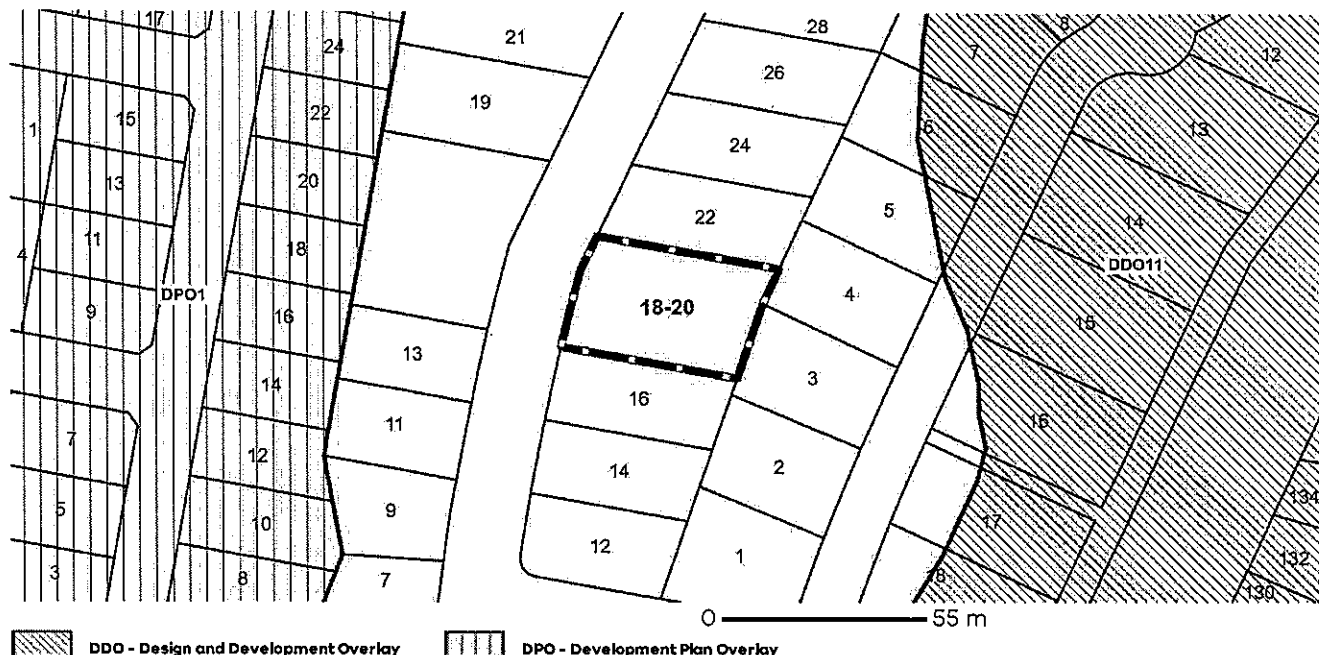 17 21 28 8
24 26 7 12
22 19
15 24 6 13
1
13 20
11 18 22 5 14
4 DPO1 DDO11
9 16 18-20 4 15
14 13 3
7 12 11 16 16
2
5 10 9 14 17 134
3 8 7 12 1 18 132
130
0 55 m
DDO - Design and Development Overlay DPO - Development Plan Overlay